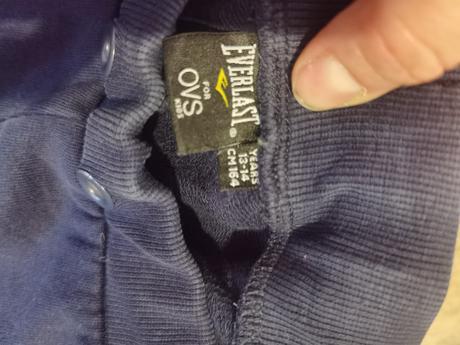 EVERLAST
FOR
OVS
KIDS
YEARS
13-14
CM 164